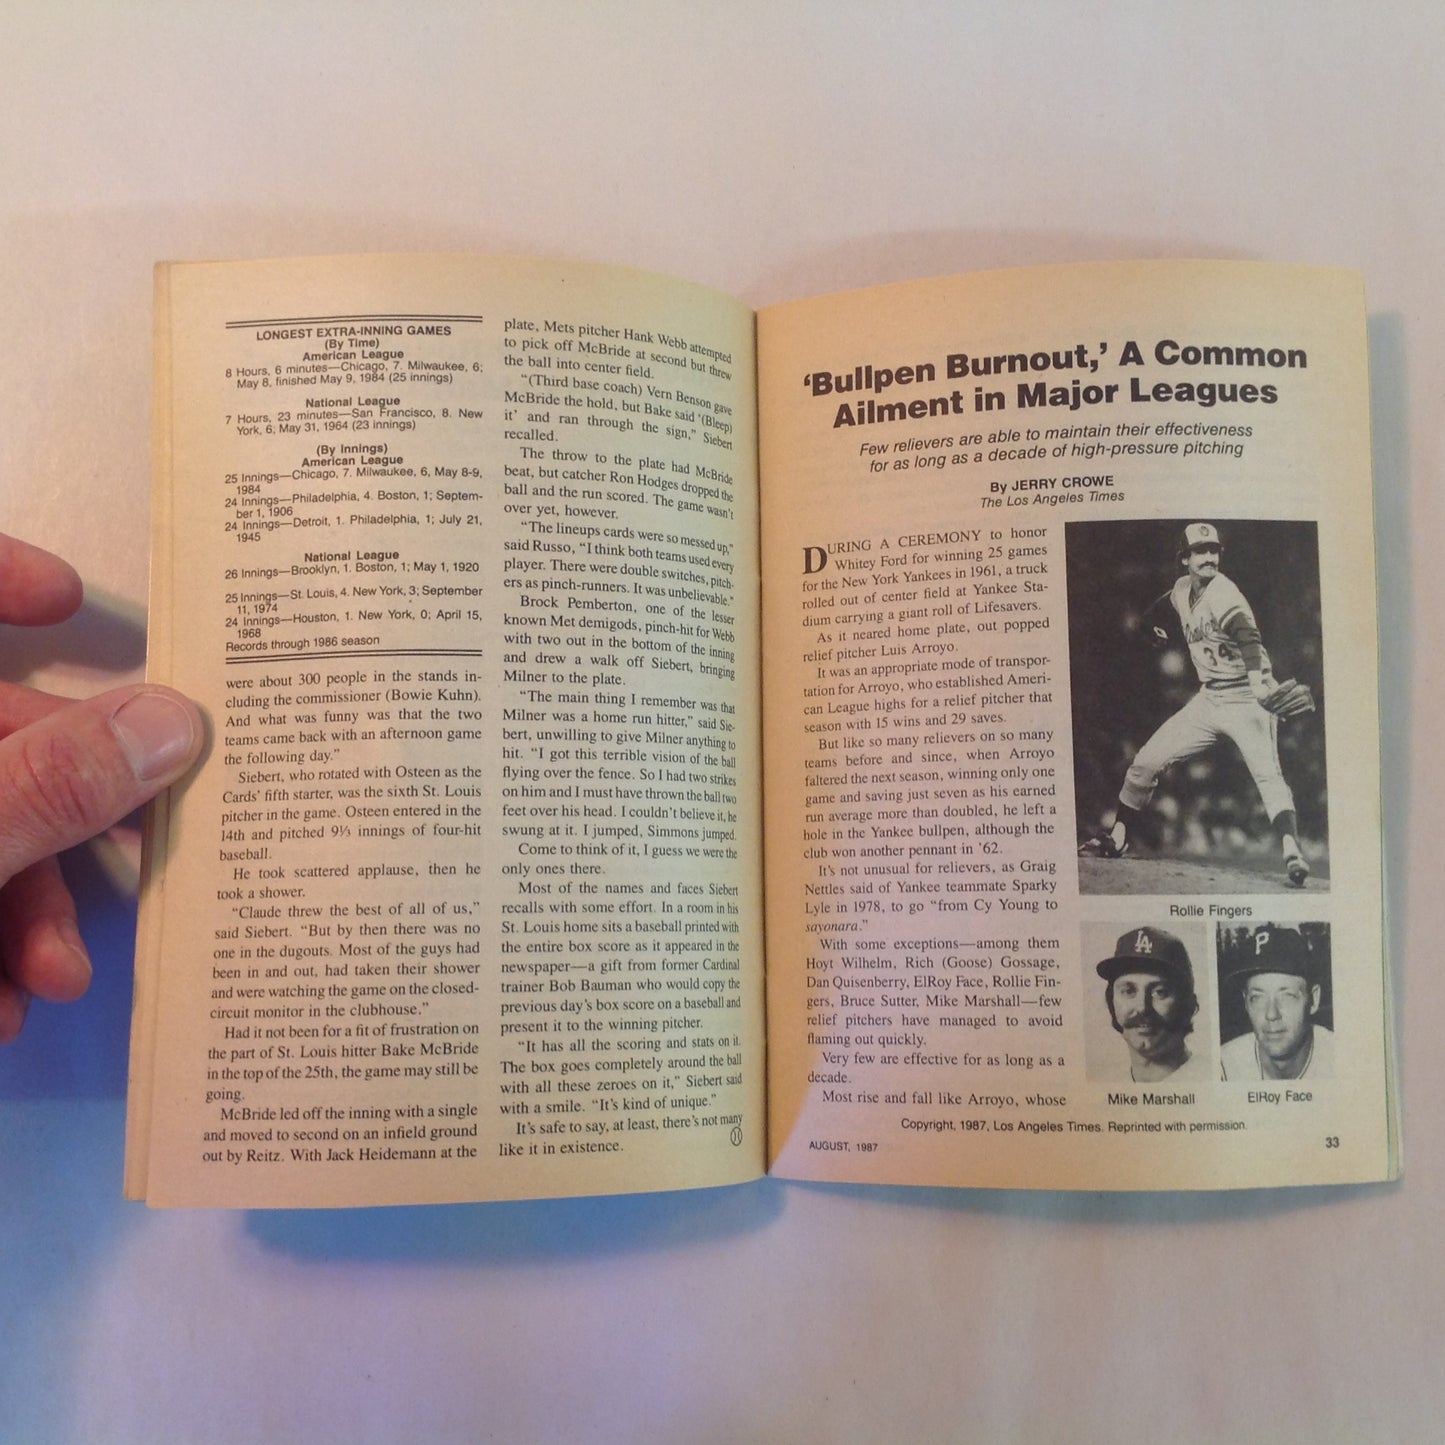 LONGEST EXTRA-INNING GAMES
(By Time)
American League
8 Hours, 6 minutes—Chicago, 7. Milwaukee, 6;
May 8, finished May 9, 1984 (25 innings)
National League
7 Hours, 23 minutes—San Francisco, 8. New
York, 6; May 31, 1964 (23 innings)
(By Innings)
American League
25 Innings—Chicago, 7. Milwaukee, 6, May 8-9,
1984
24 Innings—Philadelphia, 4. Boston, 1; Septem-
ber 1, 1906
24 Innings—Detroit, 1. Philadelphia, 1; July 21,
1945
National League
26 Innings—Brooklyn, 1. Boston, 1; May 1, 1920
25 Innings—St. Louis, 4. New York, 3; September
11, 1974
24 Innings—Houston, 1. New York, 0; April 15,
1968
Records through 1986 season
were about 300 people in the stands in-
cluding the commissioner (Bowie Kuhn).
And what was funny was that the two
teams came back with an afternoon game
the following day.”
Siebert, who rotated with Osteen as the
Cards’ fifth starter, was the sixth St. Louis
pitcher in the game. Osteen entered in the
14th and pitched 9⅓ innings of four-hit
baseball.
He took scattered applause, then he
took a shower.
“Claude threw the best of all of us,”
said Siebert. “But by then there was no
one in the dugouts. Most of the guys had
been in and out, had taken their shower
and were watching the game on the closed-
circuit monitor in the clubhouse.”
Had it not been for a fit of frustration on
the part of St. Louis hitter Bake McBride
in the top of the 25th, the game may still be
going.
McBride led off the inning with a single
and moved to second on an infield ground
out by Reitz. With Jack Heidemann at the
plate, Mets pitcher Hank Webb attempted
to pick off McBride at second but threw
the ball into center field.
“(Third base coach) Vern Benson gave
McBride the hold, but Bake said ‘(Bleep)
it’ and ran through the sign,” Siebert
recalled.
The throw to the plate had McBride
beat, but catcher Ron Hodges dropped the
ball and the run scored. The game wasn’t
over yet, however.
“The lineups cards were so messed up,”
said Russo, “I think both teams used every
player. There were double switches, pitch-
ers as pinch-runners. It was unbelievable.”
Brock Pemberton, one of the lesser
known Met demigods, pinch-hit for Webb
with two out in the bottom of the inning
and drew a walk off Siebert, bringing
Milner to the plate.
“The main thing I remember was that
Milner was a home run hitter,” said Sie-
bert, unwilling to give Milner anything to
hit. “I got this terrible vision of the ball
flying over the fence. So I had two strikes
on him and I must have thrown the ball two
feet over his head. I couldn’t believe it, he
swung at it. I jumped, Simmons jumped.
Come to think of it, I guess we were the
only ones there.
Most of the names and faces Siebert
recalls with some effort. In a room in his
St. Louis home sits a baseball printed with
the entire box score as it appeared in the
newspaper—a gift from former Cardinal
trainer Bob Bauman who would copy the
previous day’s box score on a baseball and
present it to the winning pitcher.
“It has all the scoring and stats on it.
The box goes completely around the ball
with all these zeroes on it,” Siebert said
with a smile. “It’s kind of unique.”
It’s safe to say, at least, there’s not many
like it in existence.
‘Bullpen Burnout,’ A Common
Ailment in Major Leagues
Few relievers are able to maintain their effectiveness
for as long as a decade of high-pressure pitching
By JERRY CROWE
The Los Angeles Times
DURING A CEREMONY to honor
Whitey Ford for winning 25 games
for the New York Yankees in 1961, a truck
rolled out of center field at Yankee Sta-
dium carrying a giant roll of Lifesavers.
As it neared home plate, out popped
relief pitcher Luis Arroyo.
It was an appropriate mode of transpor-
tation for Arroyo, who established Ameri-
can League highs for a relief pitcher that
season with 15 wins and 29 saves.
But like so many relievers on so many
teams before and since, when Arroyo
faltered the next season, winning only one
game and saving just seven as his earned
run average more than doubled, he left a
hole in the Yankee bullpen, although the
club won another pennant in ’62.
It’s not unusual for relievers, as Graig
Nettles said of Yankee teammate Sparky
Lyle in 1978, to go “from Cy Young to
sayonara.”
With some exceptions—among them
Hoyt Wilhelm, Rich (Goose) Gossage,
Dan Quisenberry, ElRoy Face, Rollie Fin-
gers, Bruce Sutter, Mike Marshall—few
relief pitchers have managed to avoid
flaming out quickly.
Very few are effective for as long as a
decade.
Most rise and fall like Arroyo, whose
34
Rollie Fingers
LA
P
Mike Marshall
ElRoy Face
Copyright, 1987, Los Angeles Times. Reprinted with permission.
AUGUST, 1987
33